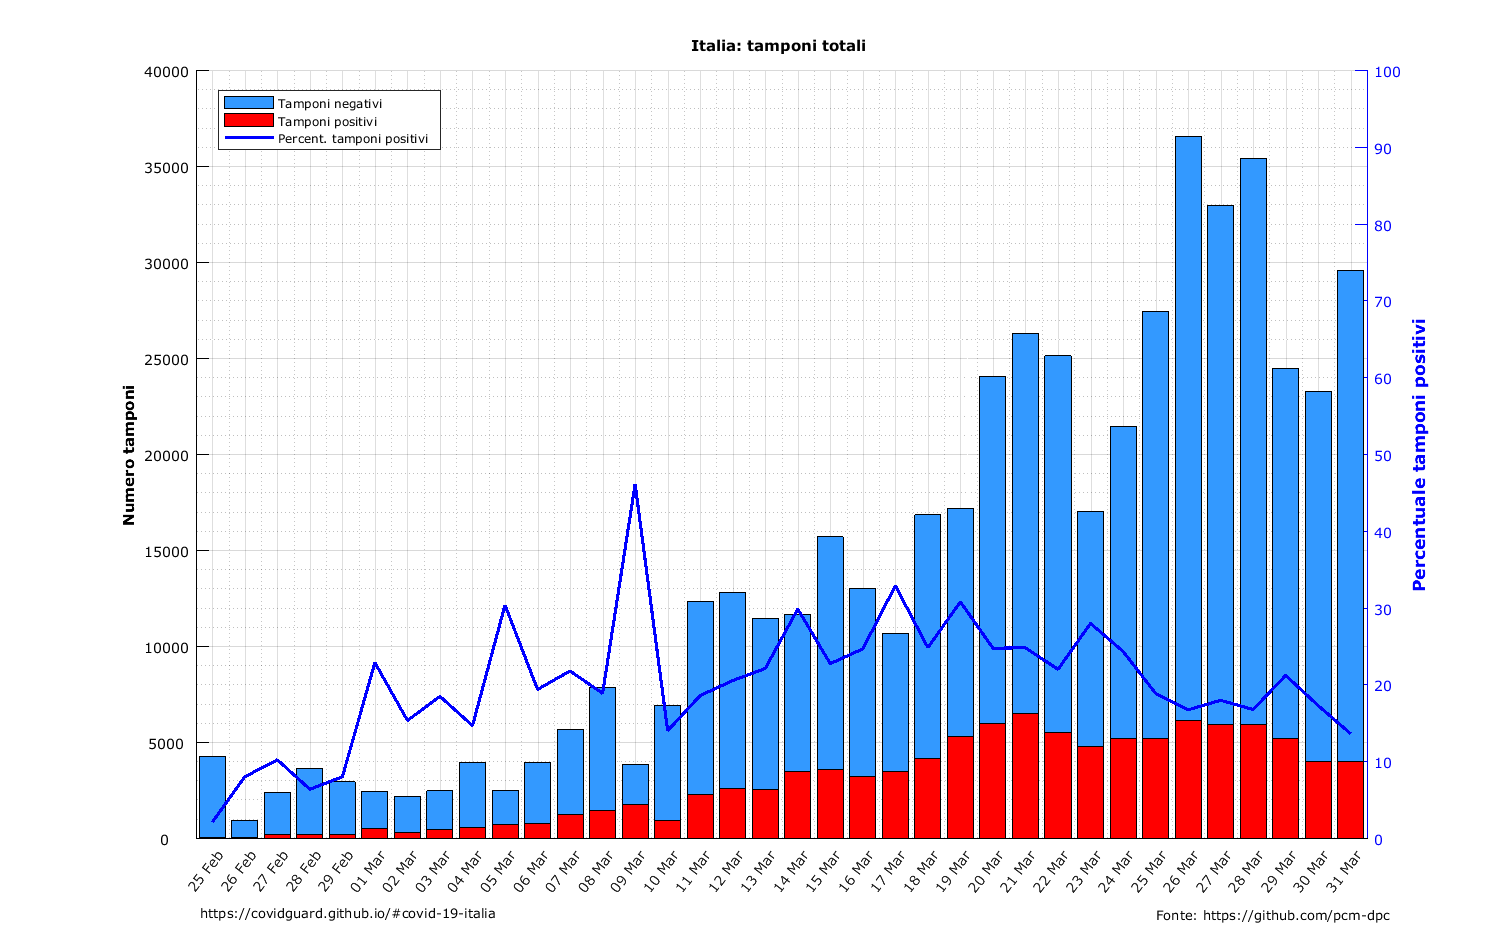 Italia: tamponi totali
40000
35000
30000
25000
20000
15000
10000
5000
0
Numero tamponi
Tamponi negativi
Tamponi positivi
Percent. tamponi positivi
100
90
80
70
60
50
40
30
20
10
0
Percentuale tamponi positivi
25 Feb
26 Feb
27 Feb
28 Feb
29 Feb
01 Mar
02 Mar
03 Mar
04 Mar
05 Mar
06 Mar
07 Mar
08 Mar
09 Mar
10 Mar
11 Mar
12 Mar
13 Mar
14 Mar
15 Mar
16 Mar
17 Mar
18 Mar
19 Mar
20 Mar
21 Mar
22 Mar
23 Mar
24 Mar
25 Mar
26 Mar
27 Mar
28 Mar
29 Mar
30 Mar
31 Mar
https://covidguard.github.io/#covid-19-italia
Fonte: https://github.com/pcm-dpc